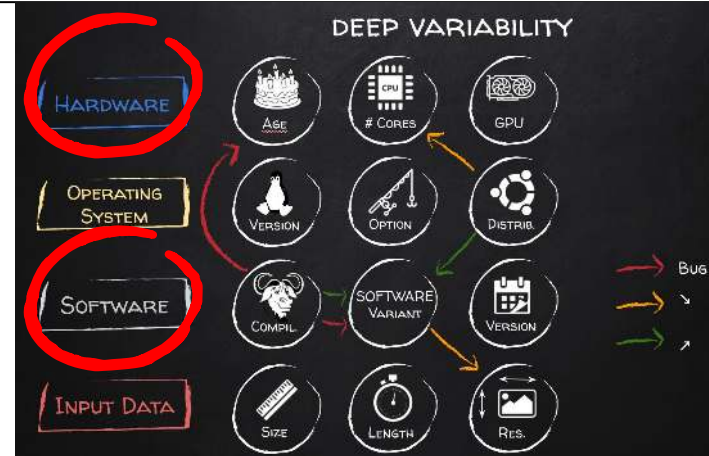 DEEP VARIABILITY
HARDWARE
AGE
CPU
# CORES
GPU
OPERATING
SYSTEM
VERSION
OPTION
DISTRIB.
SOFTWARE
COMPIL.
SOFTWARE
VARIANT
VERSION
BUG
INPUT DATA
SIZE
LENGTH
RES.